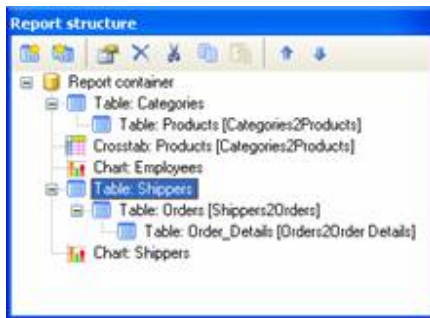 Report structure
Report container
Table: Categories
Table: Products [Categories2Products]
Crosstab: Products [Categories2Products]
Chart: Employees
Table: Shippers
Table: Orders [Shippers2Orders]
Table: Order_Details [Orders2Order Details]
Chart: Shippers